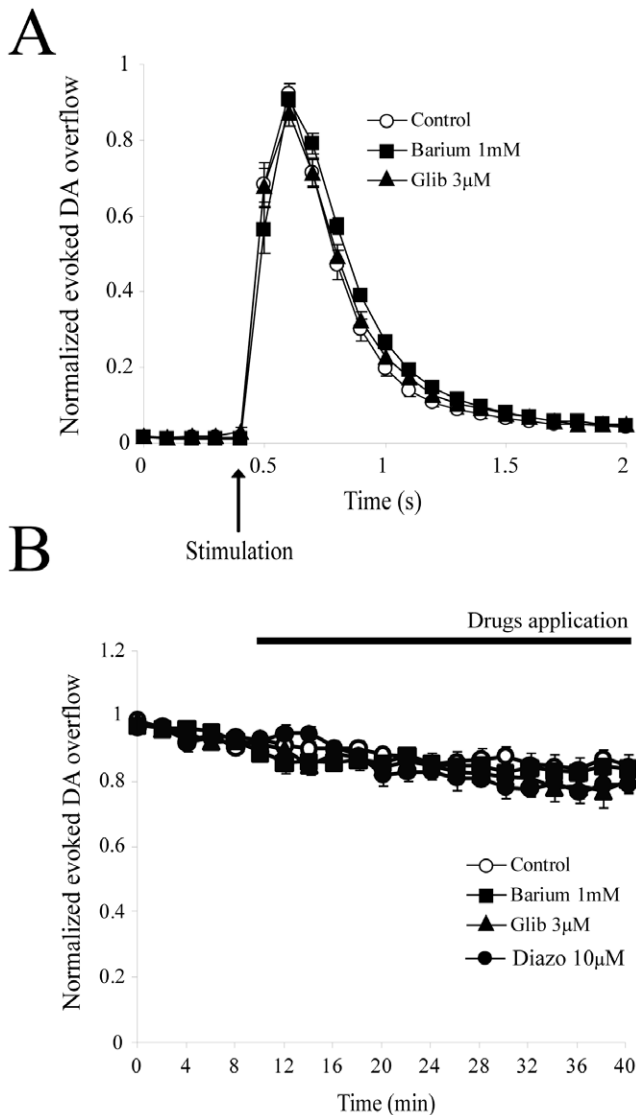 A
Normalized evoked DA overflow
1
0.8
0.6
0.4
0.2
0
Control
Barium 1mM
Glib 3µM
0 0.5 1 1.5 2
Time (s)
Stimulation
B
Drugs application
Normalized evoked DA overflow
1.2
1
0.8
0.6
0.4
0.2
0
Control
Barium 1mM
Glib 3µM
Diazo 10µM
0 4 8 12 16 20 24 28 32 36 40
Time (min)